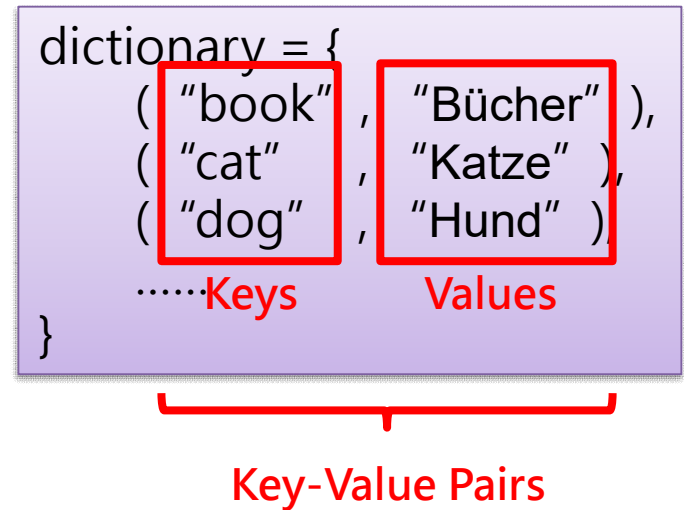 dictionary = {
( “book” , “Bücher” ),
( “cat” , “Katze” ),
( “dog” , “Hund” ),
......
Keys Values
}
Key-Value Pairs